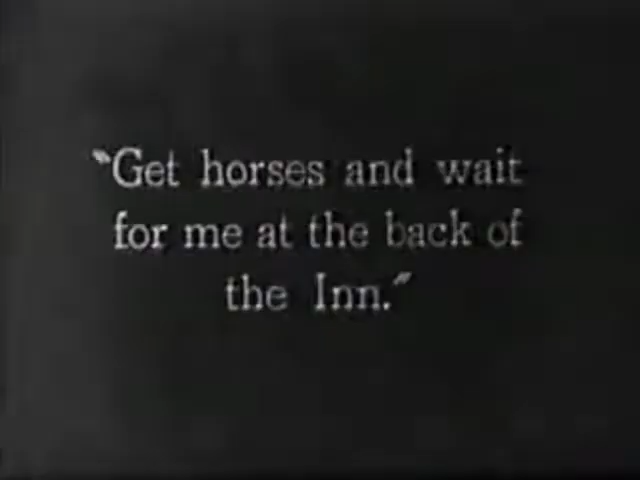 "Get horses and wait
for me at the back of
the Inn."